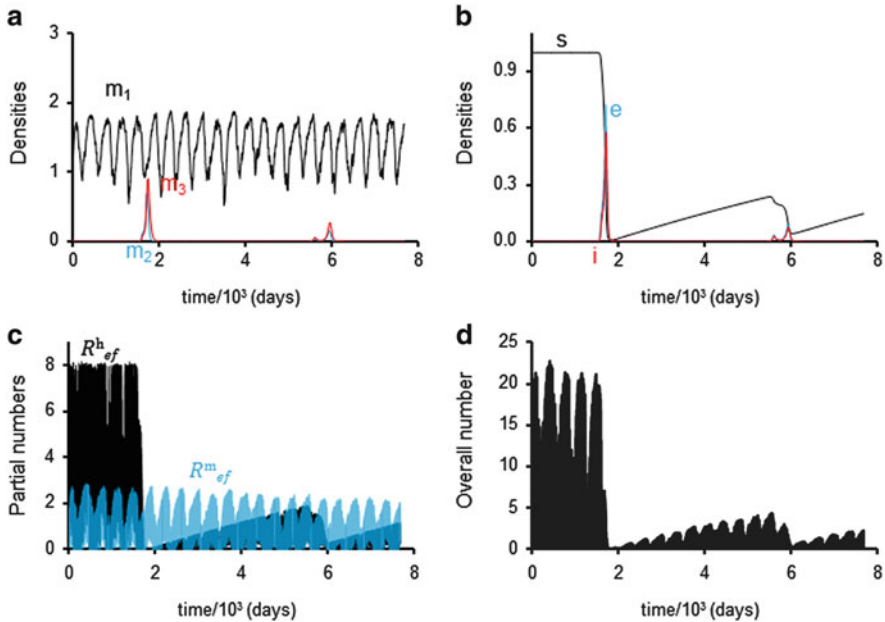 a
3
2
1
0
Densities
m₁
m₃
m₂
0 2 4 6 8
time/10³ (days)
b
0.9
0.6
0.3
0.0
Densities
s
e
i
0 2 4 6 8
time/10³ (days)
c
8
6
4
2
0
Partial numbers
Rʰef
Rᵐef
0 2 4 6 8
time/10³ (days)
d
25
20
15
10
5
0
Overall number
0 2 4 6 8
time/10³ (days)